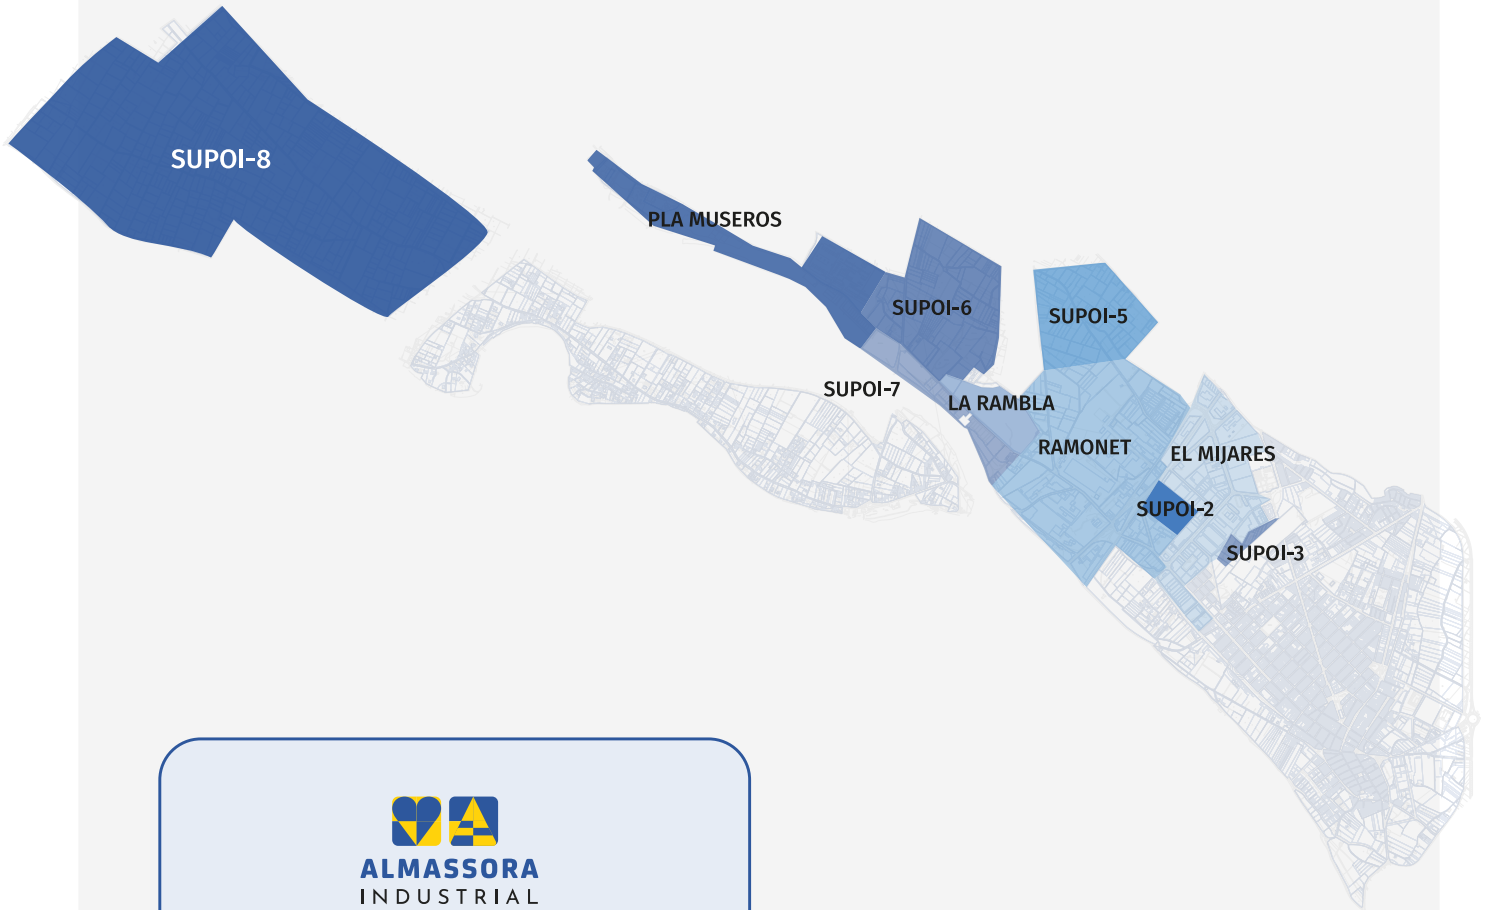 SUPOI-8
PLA MUSEROS
SUPOI-6
SUPOI-5
SUPOI-7
LA RAMBLA
RAMONET
EL MIJARES
SUPOI-2
SUPOI-3
ALMASSORA
INDUSTRIAL